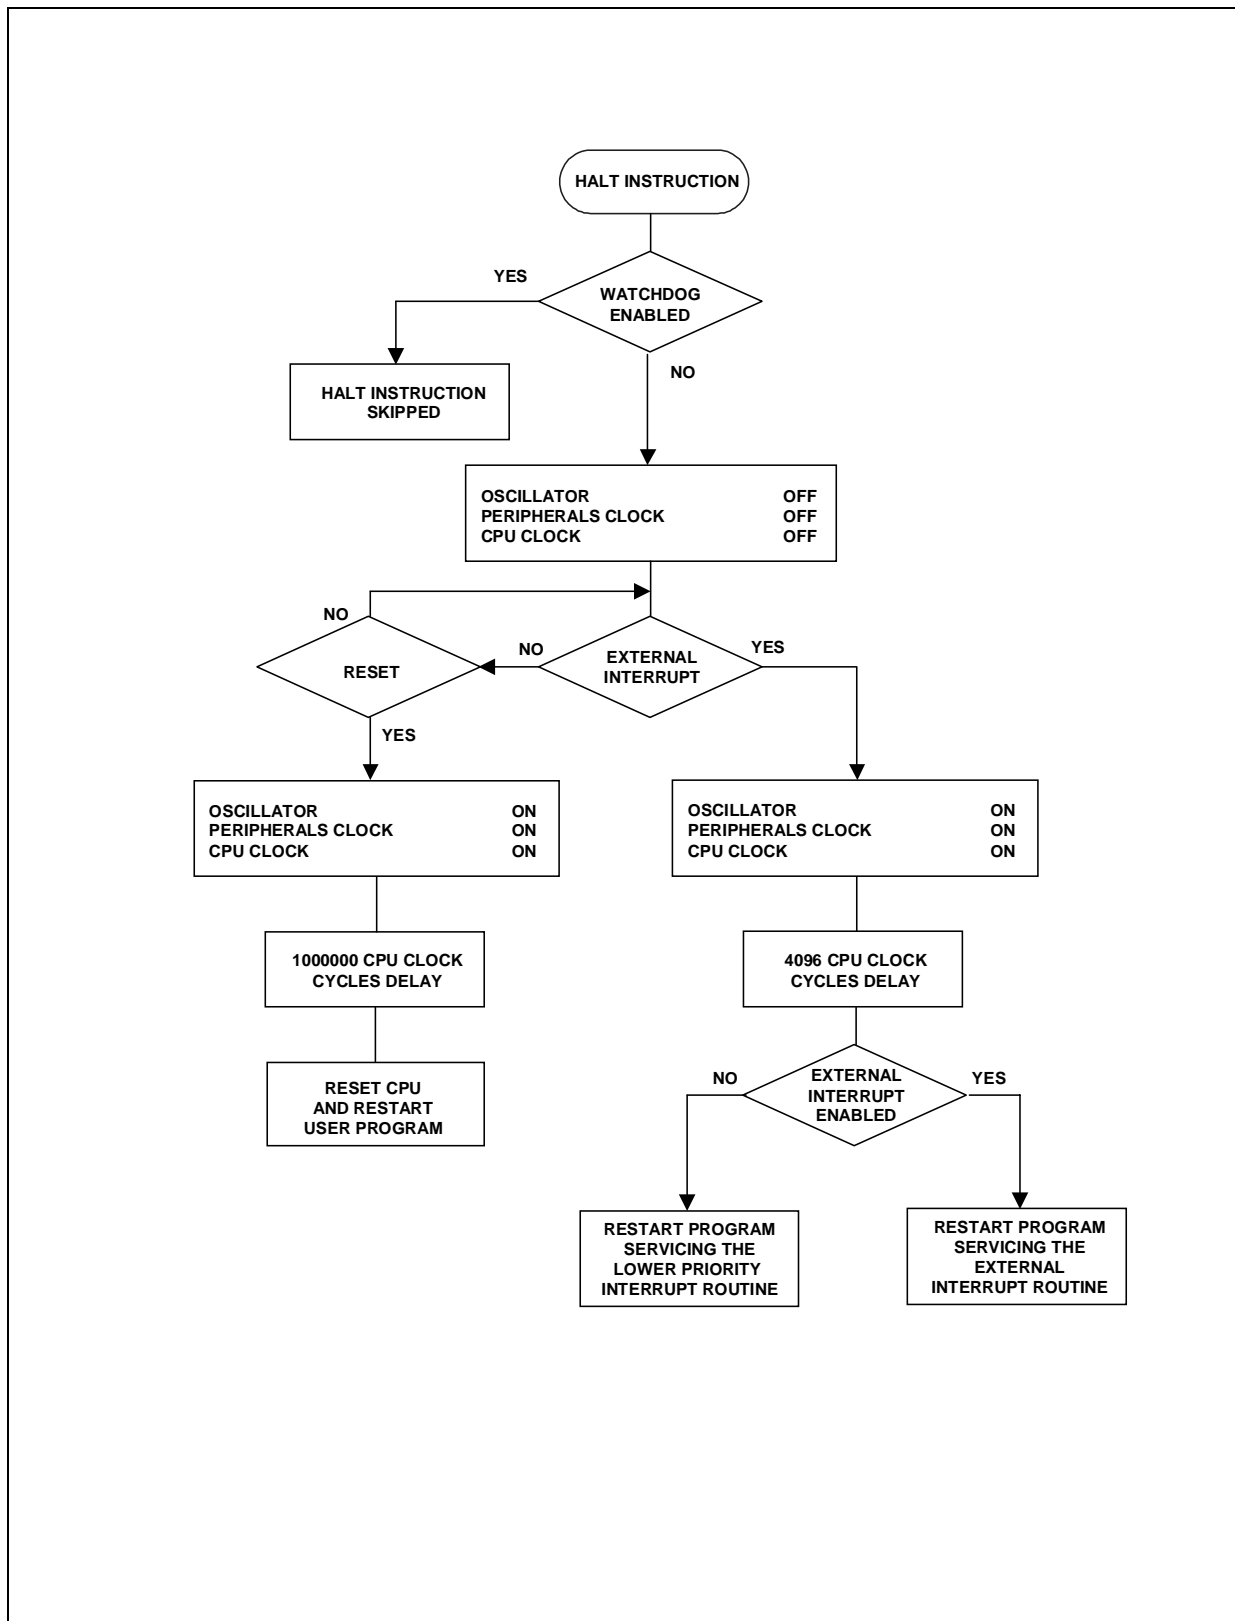 HALT INSTRUCTION
YES
WATCHDOG
ENABLED
NO
HALT INSTRUCTION
SKIPPED
OSCILLATOR OFF
PERIPHERALS CLOCK OFF
CPU CLOCK OFF
NO
RESET
NO
EXTERNAL
INTERRUPT
YES
YES
OSCILLATOR ON
PERIPHERALS CLOCK ON
CPU CLOCK ON
OSCILLATOR ON
PERIPHERALS CLOCK ON
CPU CLOCK ON
1000000 CPU CLOCK
CYCLES DELAY
4096 CPU CLOCK
CYCLES DELAY
RESET CPU
AND RESTART
USER PROGRAM
NO
EXTERNAL
INTERRUPT
ENABLED
YES
RESTART PROGRAM
SERVICING THE
LOWER PRIORITY
INTERRUPT ROUTINE
RESTART PROGRAM
SERVICING THE
EXTERNAL
INTERRUPT ROUTINE